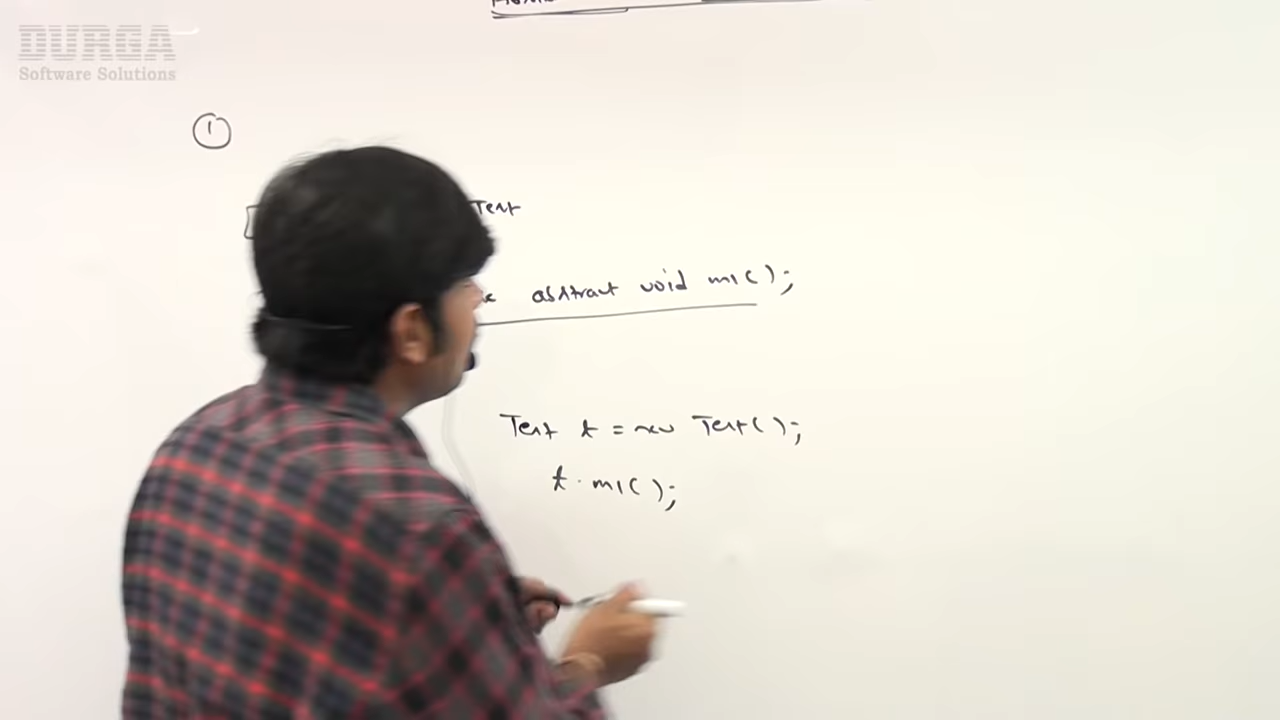 DURGA
Software Solutions
1
Test
abstract void m1();
Test t = new Test();
t.m1();